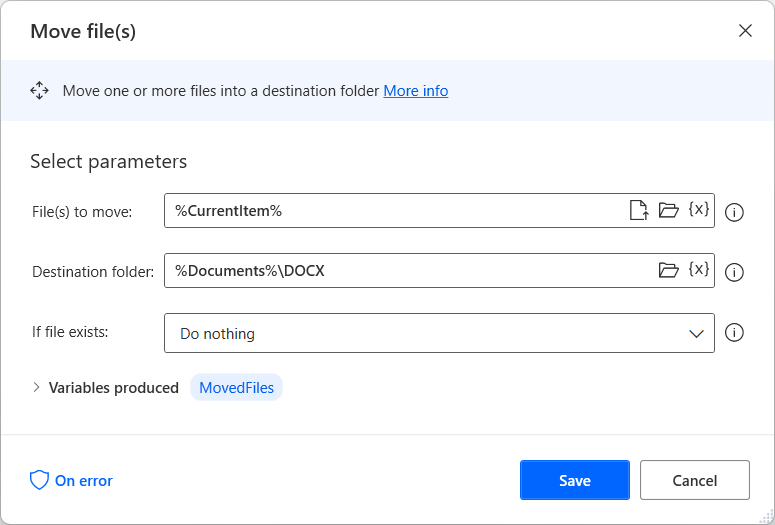 Move file(s)
Move one or more files into a destination folder More info
Select parameters
File(s) to move: %CurrentItem% {x}
Destination folder: %Documents%\DOCX {x}
If file exists: Do nothing
Variables produced MovedFiles
On error Save Cancel